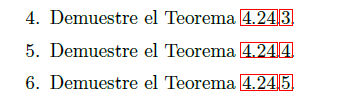 4. Demuestre el Teorema 4.24.3.
5. Demuestre el Teorema 4.24.4.
6. Demuestre el Teorema 4.24.5.